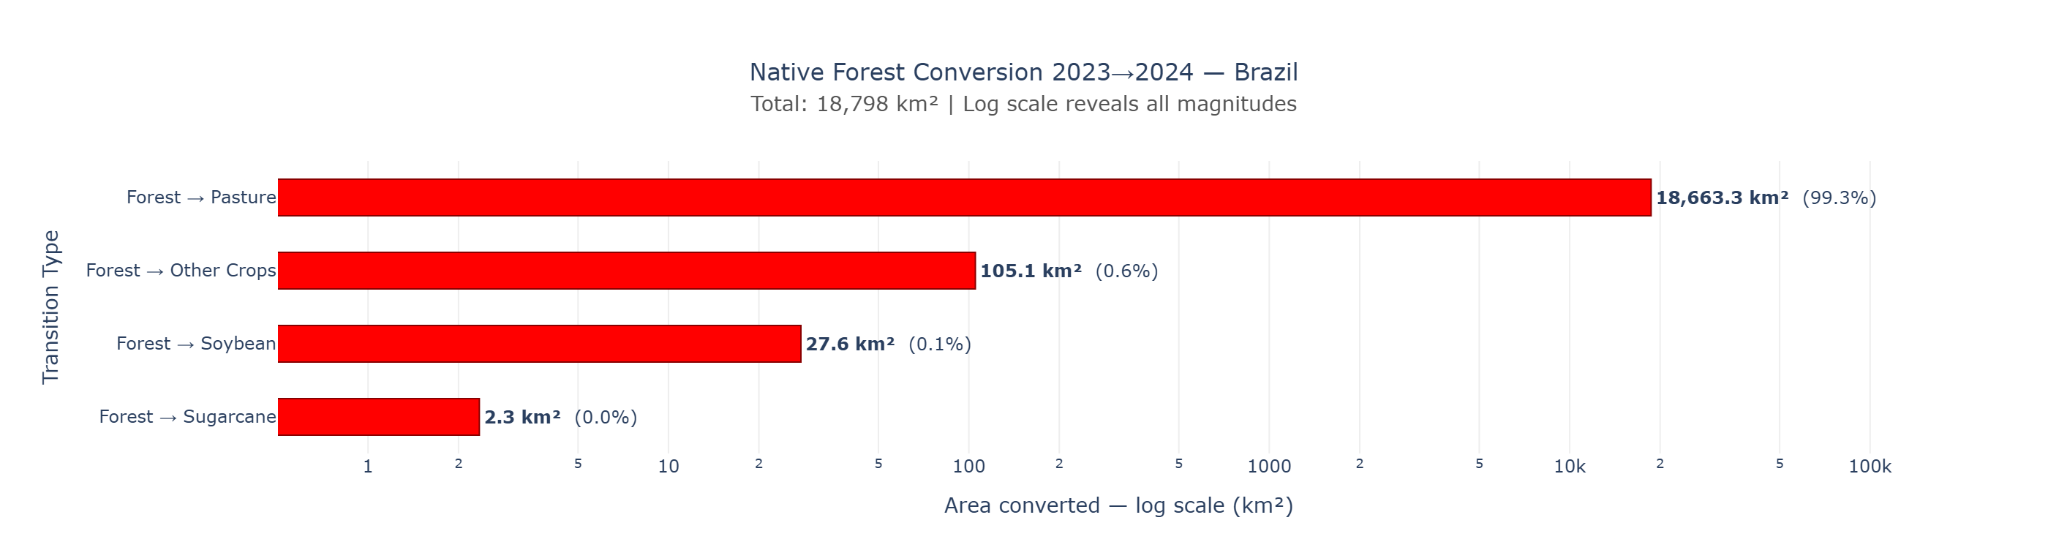 Native Forest Conversion 2023→2024 — Brazil
Total: 18,798 km² | Log scale reveals all magnitudes
Transition Type
Forest → Pasture 18,663.3 km² (99.3%)
Forest → Other Crops 105.1 km² (0.6%)
Forest → Soybean 27.6 km² (0.1%)
Forest → Sugarcane 2.3 km² (0.0%)
1 2 5 10 2 5 100 2 5 1000 2 5 10k 2 5 100k
Area converted — log scale (km²)